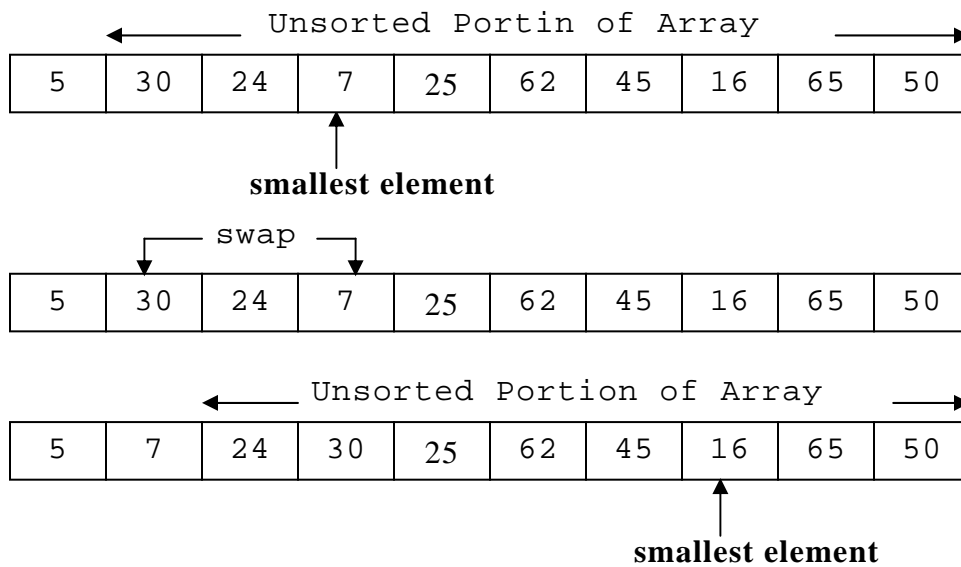 Unsorted Portin of Array
5 30 24 7 25 62 45 16 65 50
smallest element
swap
5 30 24 7 25 62 45 16 65 50
Unsorted Portion of Array
5 7 24 30 25 62 45 16 65 50
smallest element